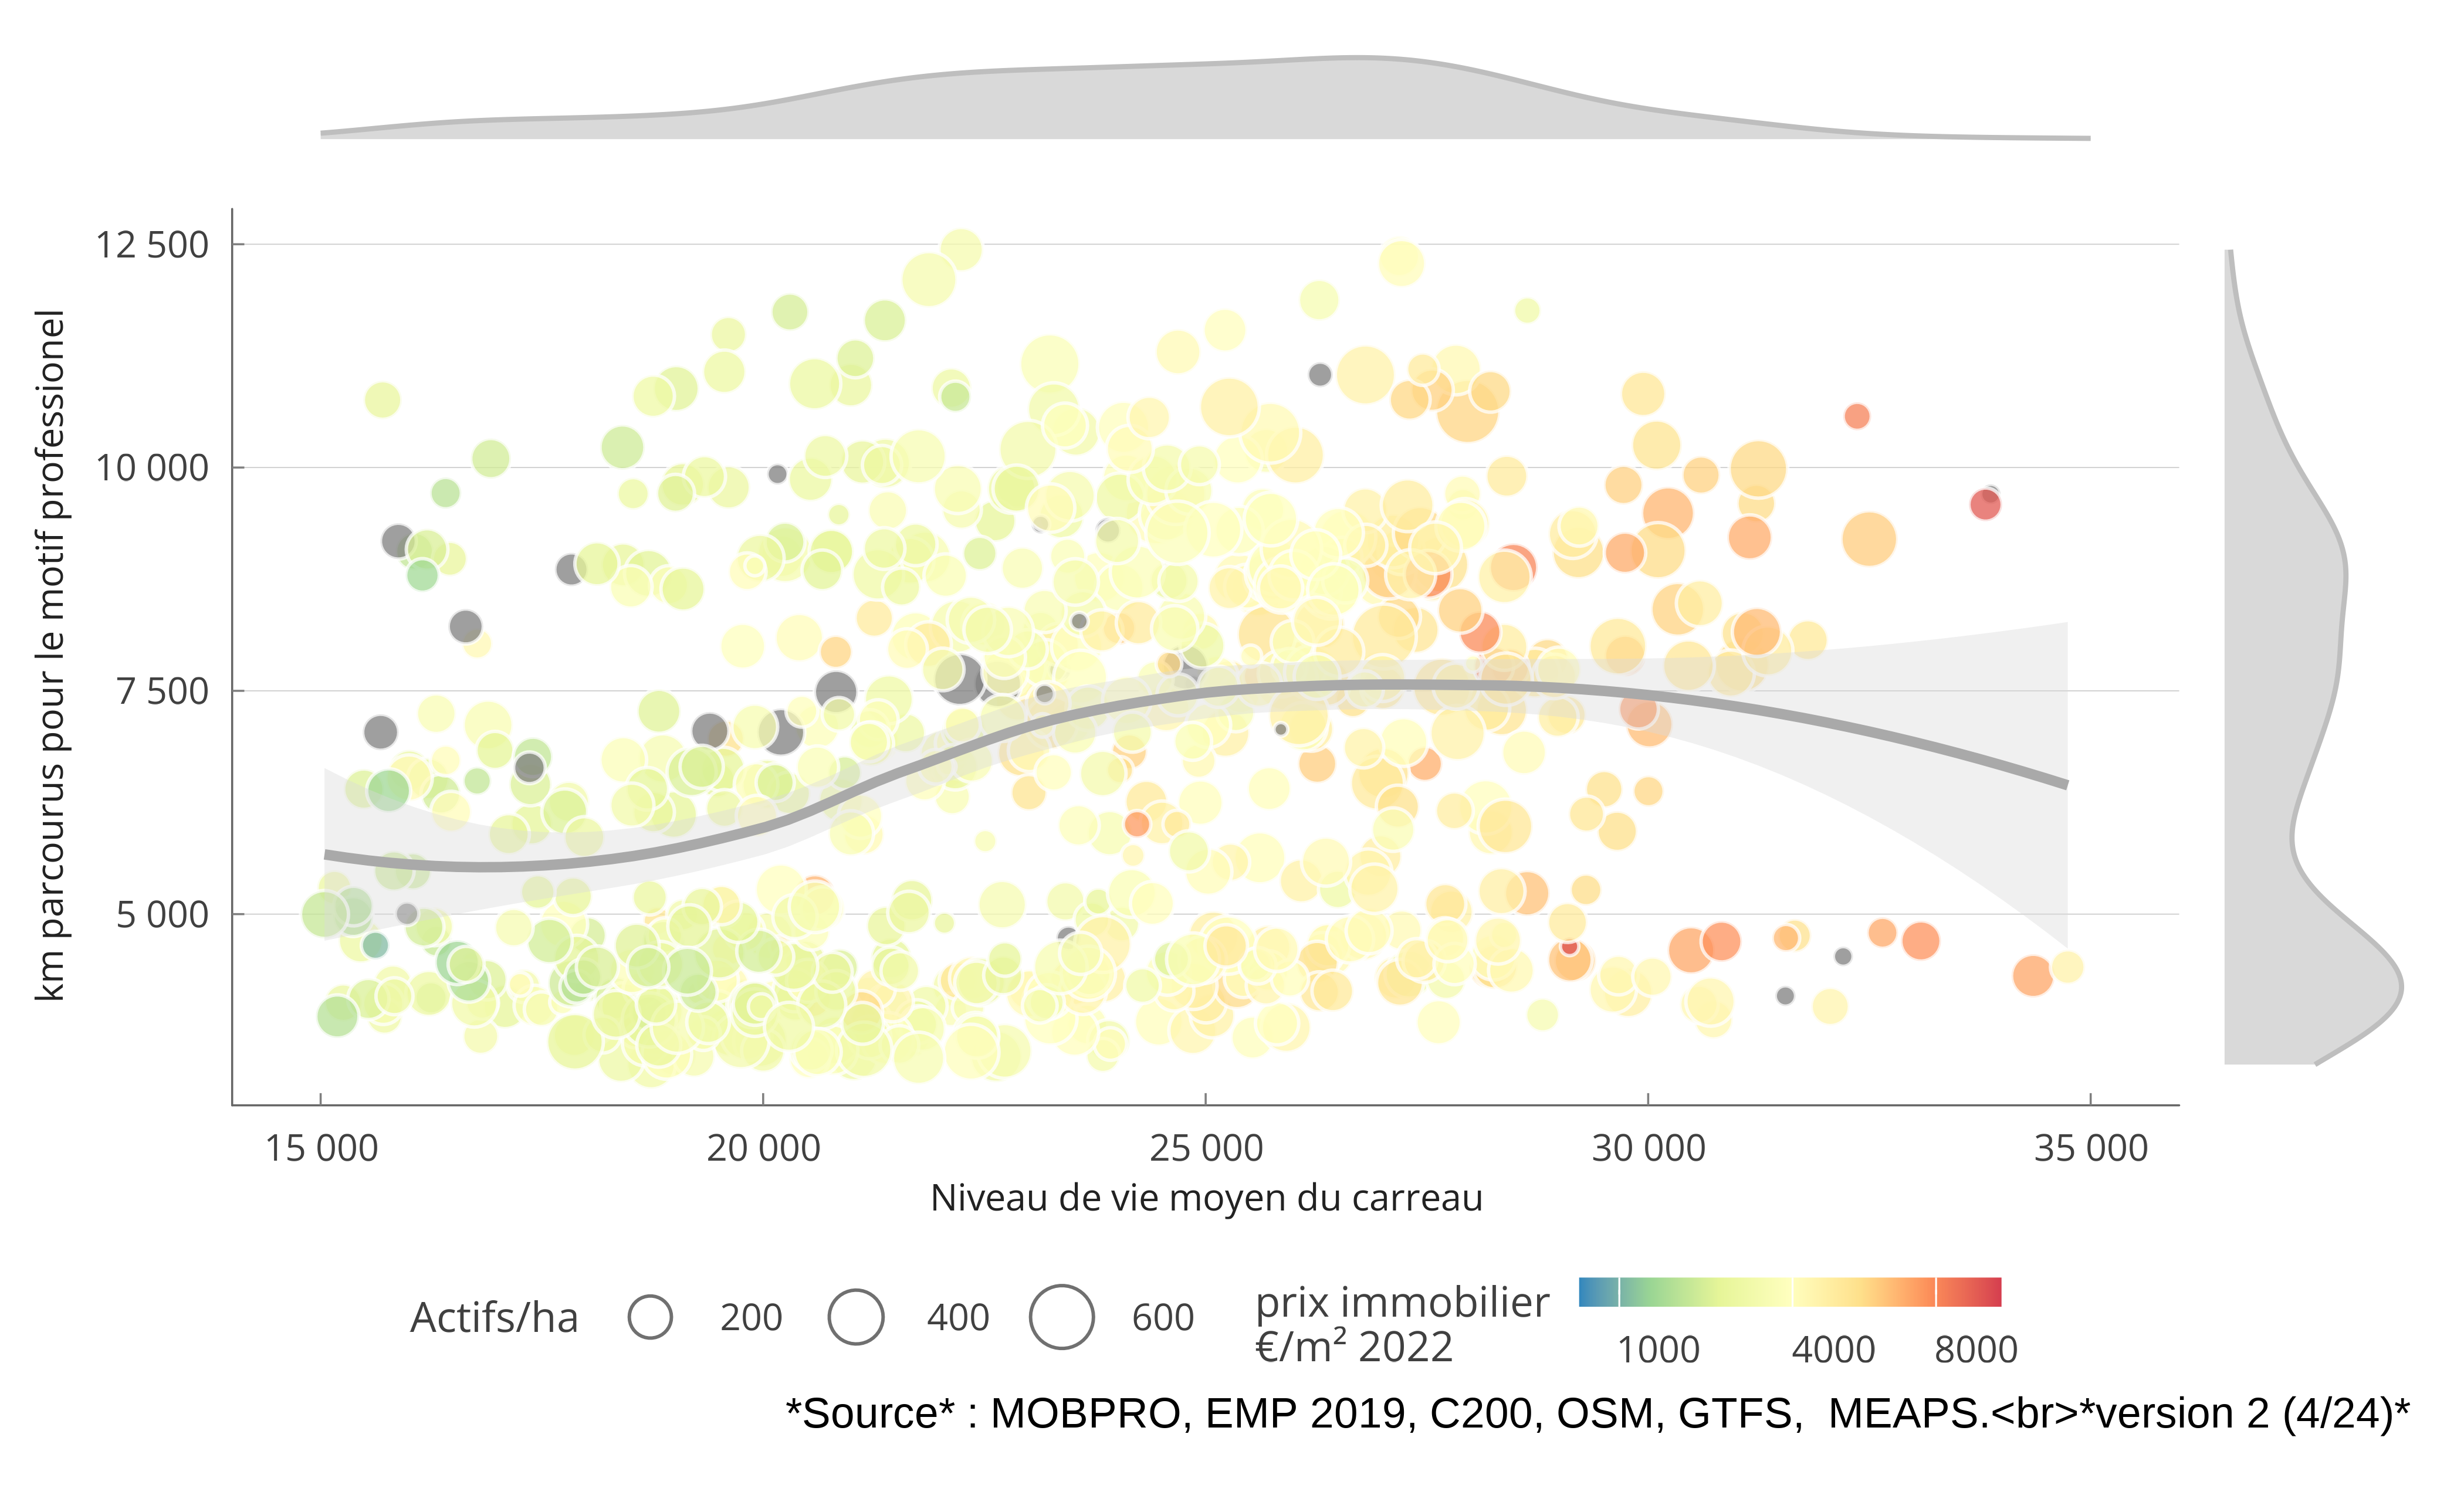 km parcourus pour le motif professionel
12 500
10 000
7 500
5 000
15 000 20 000 25 000 30 000 35 000
Niveau de vie moyen du carreau
Actifs/ha 200 400 600
prix immobilier
€/m² 2022
1000 4000 8000
*Source* : MOBPRO, EMP 2019, C200, OSM, GTFS,  MEAPS.<br>*version 2 (4/24)*